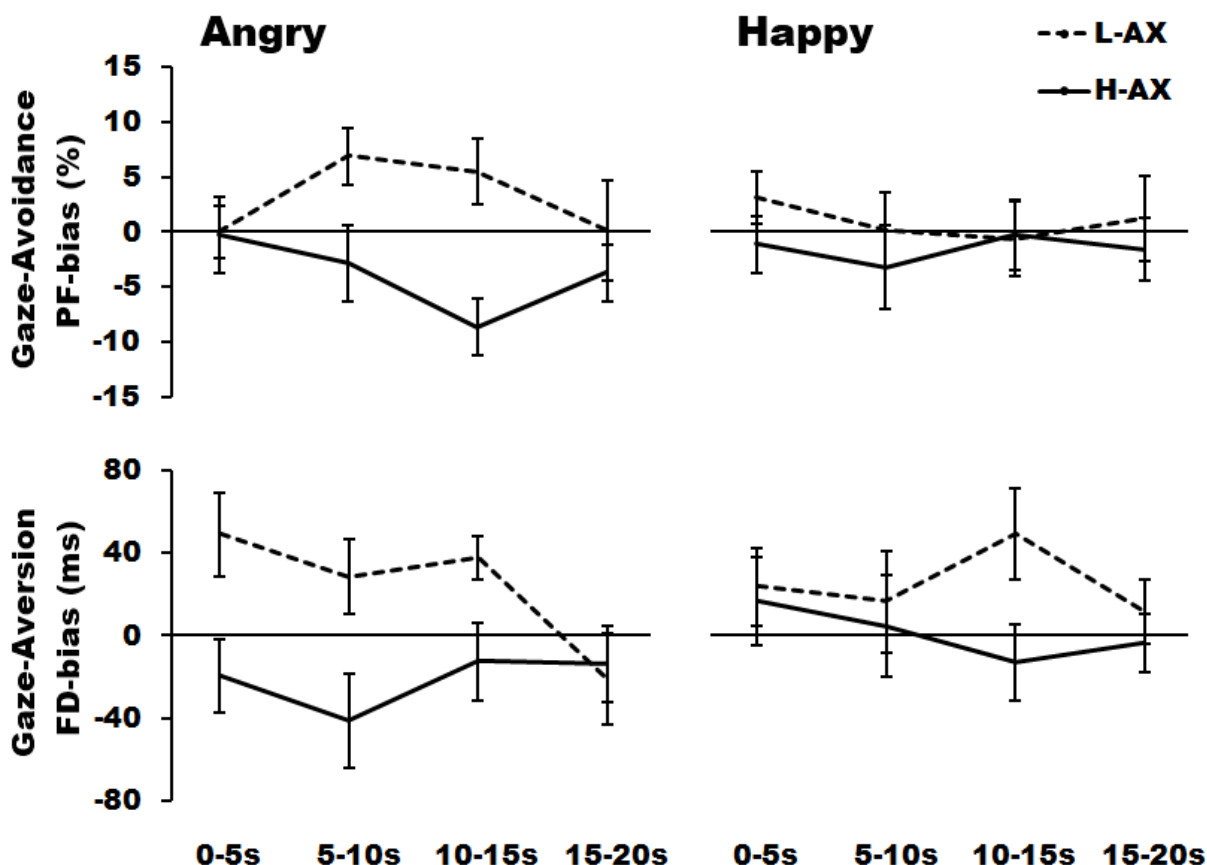 Angry
Happy
L-AX
H-AX
Gaze-Avoidance
PF-bias (%)
15
10
5
0
-5
-10
-15
Gaze-Aversion
FD-bias (ms)
80
40
0
-40
-80
0-5s 5-10s 10-15s 15-20s
0-5s 5-10s 10-15s 15-20s